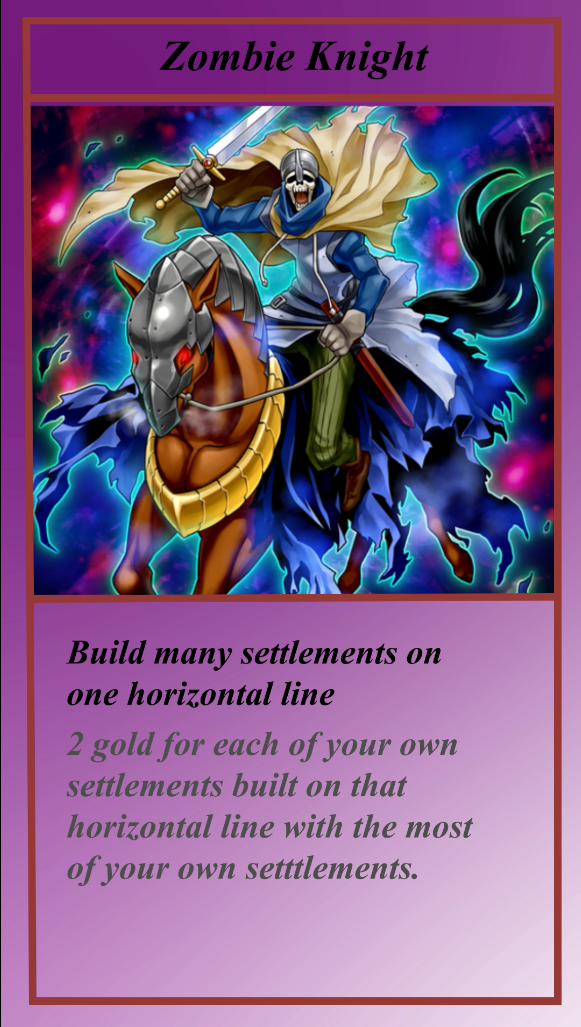 Zombie Knight
Build many settlements on
one horizontal line
2 gold for each of your own
settlements built on that
horizontal line with the most
of your own setttlements.